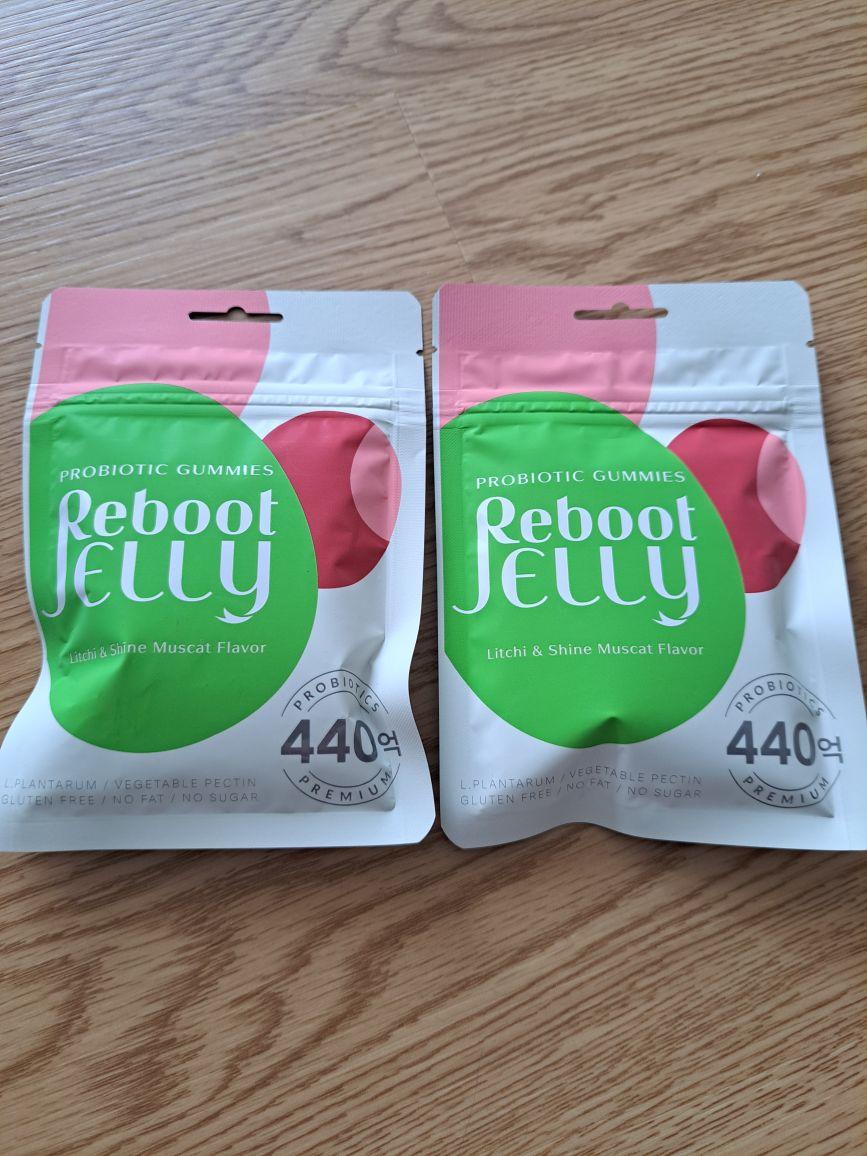 PROBIOTIC GUMMIES
Reboot
JELLY
Litchi & Shine Muscat Flavor
PROBIOTICS
440억
PREMIUM
L.PLANTARUM / VEGETABLE PECTIN
GLUTEN FREE / NO FAT / NO SUGAR
PROBIOTIC GUMMIES
Reboot
JELLY
Litchi & Shine Muscat Flavor
PROBIOTICS
440억
PREMIUM
L.PLANTARUM / VEGETABLE PECTIN
GLUTEN FREE / NO FAT / NO SUGAR